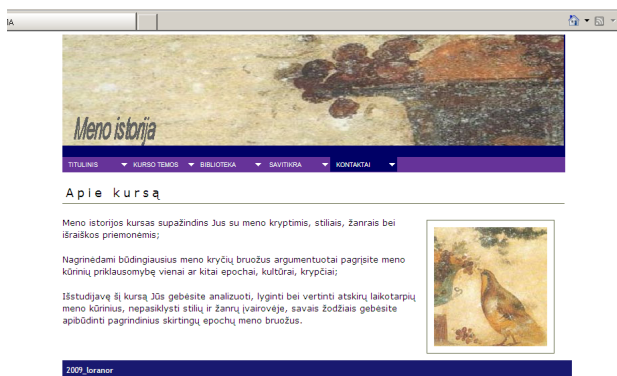 MA
Meno istorija
TITULINIS KURSO TEMOS BIBLIOTEKA SAVITIKRA KONTAKTAI
Apie kursą
Meno istorijos kursas supažindins Jus su meno kryptimis, stiliais, žanrais bei
išraiškos priemonėmis;
Nagrinėdami būdingiausius meno kryčių bruožus argumentuotai pagrįsite meno
kūrinių priklausomybę vienai ar kitai epochai, kultūrai, krypčiai;
Išstudijavę šį kursą Jūs gebėsite analizuoti, lyginti bei vertinti atskirų laikotarpių
meno kūrinius, nepasiklysti stilių ir žanrų įvairovėje, savais žodžiais gebėsite
apibūdinti pagrindinius skirtingų epochų meno bruožus.
2009_loranor